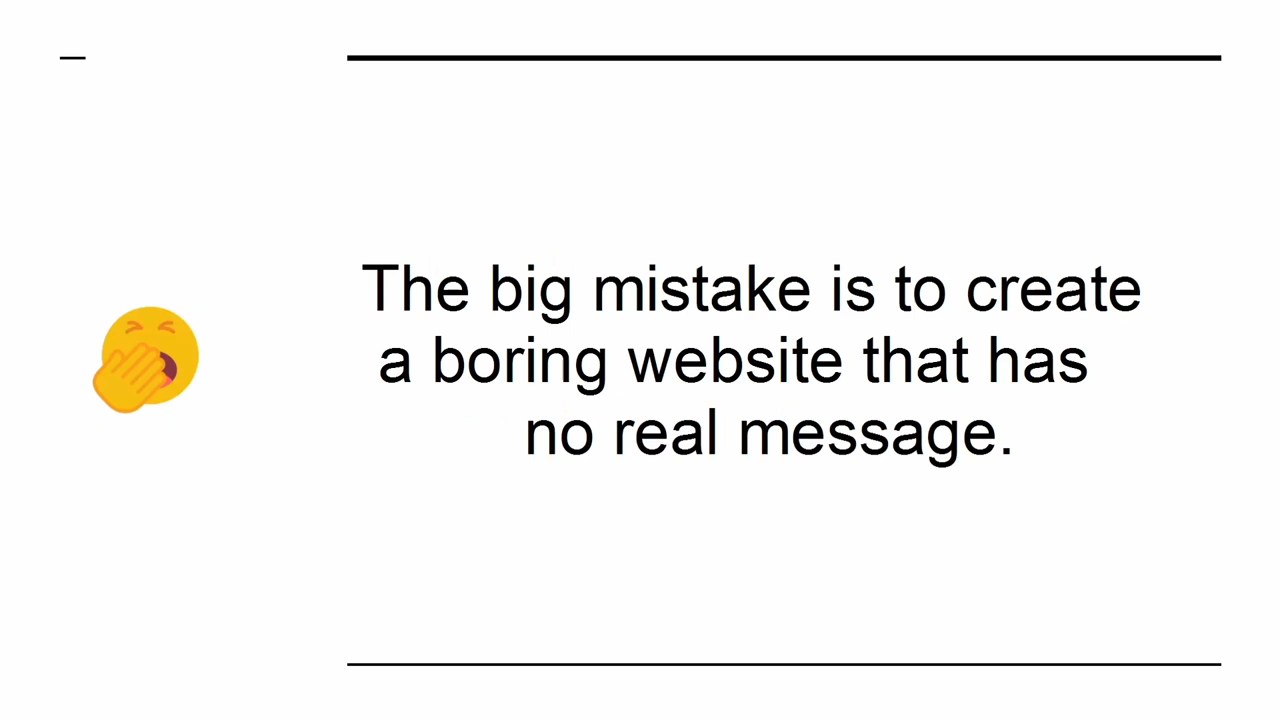 The big mistake is to create
a boring website that has
no real message.